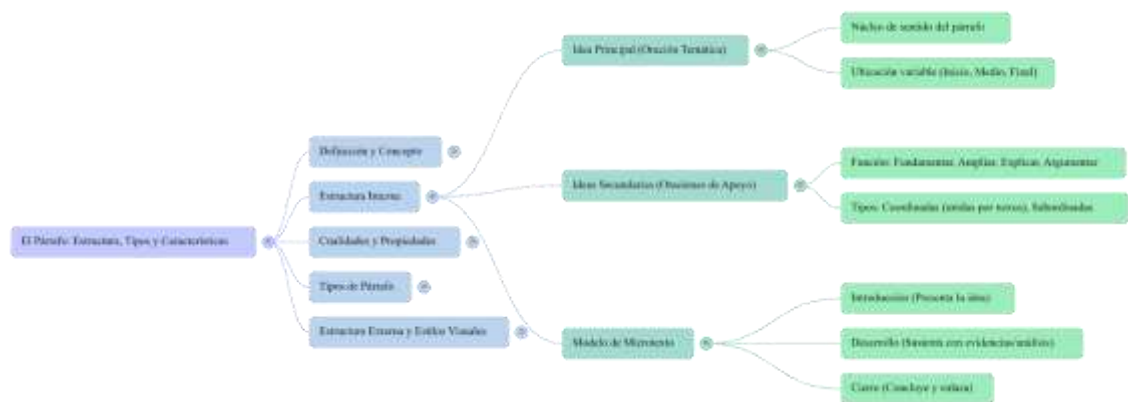 El Párrafo: Estructura, Tipos y Características
Definición y Concepto
Estructura Interna
Cualidades y Propiedades
Tipos de Párrafo
Estructura Externa y Estilos Visuales
Idea Principal (Oración Temática)
Núcleo de sentido del párrafo
Ubicación variable (Inicio, Medio, Final)
Ideas Secundarias (Oraciones de Apoyo)
Función: Fundamentar, Ampliar, Explicar, Argumentar
Tipos: Coordinadas (unidas por nexos), Subordinadas
Modelo de Microtexto
Introducción (Presenta la idea)
Desarrollo (Sustenta con evidencias/análisis)
Cierre (Concluye y enlaza)